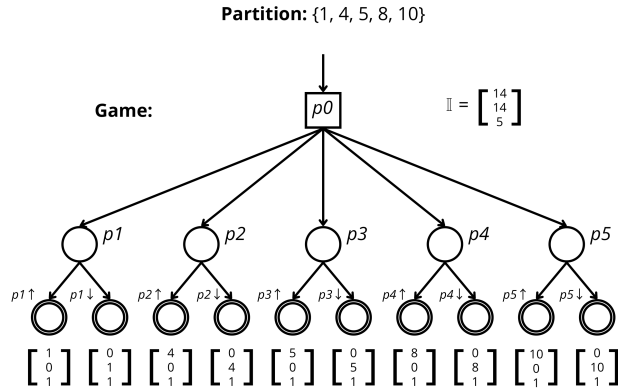 Partition: {1, 4, 5, 8, 10}
Game:
p0
𝕀 = [14 14 5]
p1 p2 p3 p4 p5
p1↑ p1↓ p2↑ p2↓ p3↑ p3↓ p4↑ p4↓ p5↑ p5↓
[1 0 1] [0 1 1] [4 0 1] [0 4 1] [5 0 1] [0 5 1] [8 0 1] [0 8 1] [10 0 1] [0 10 1]